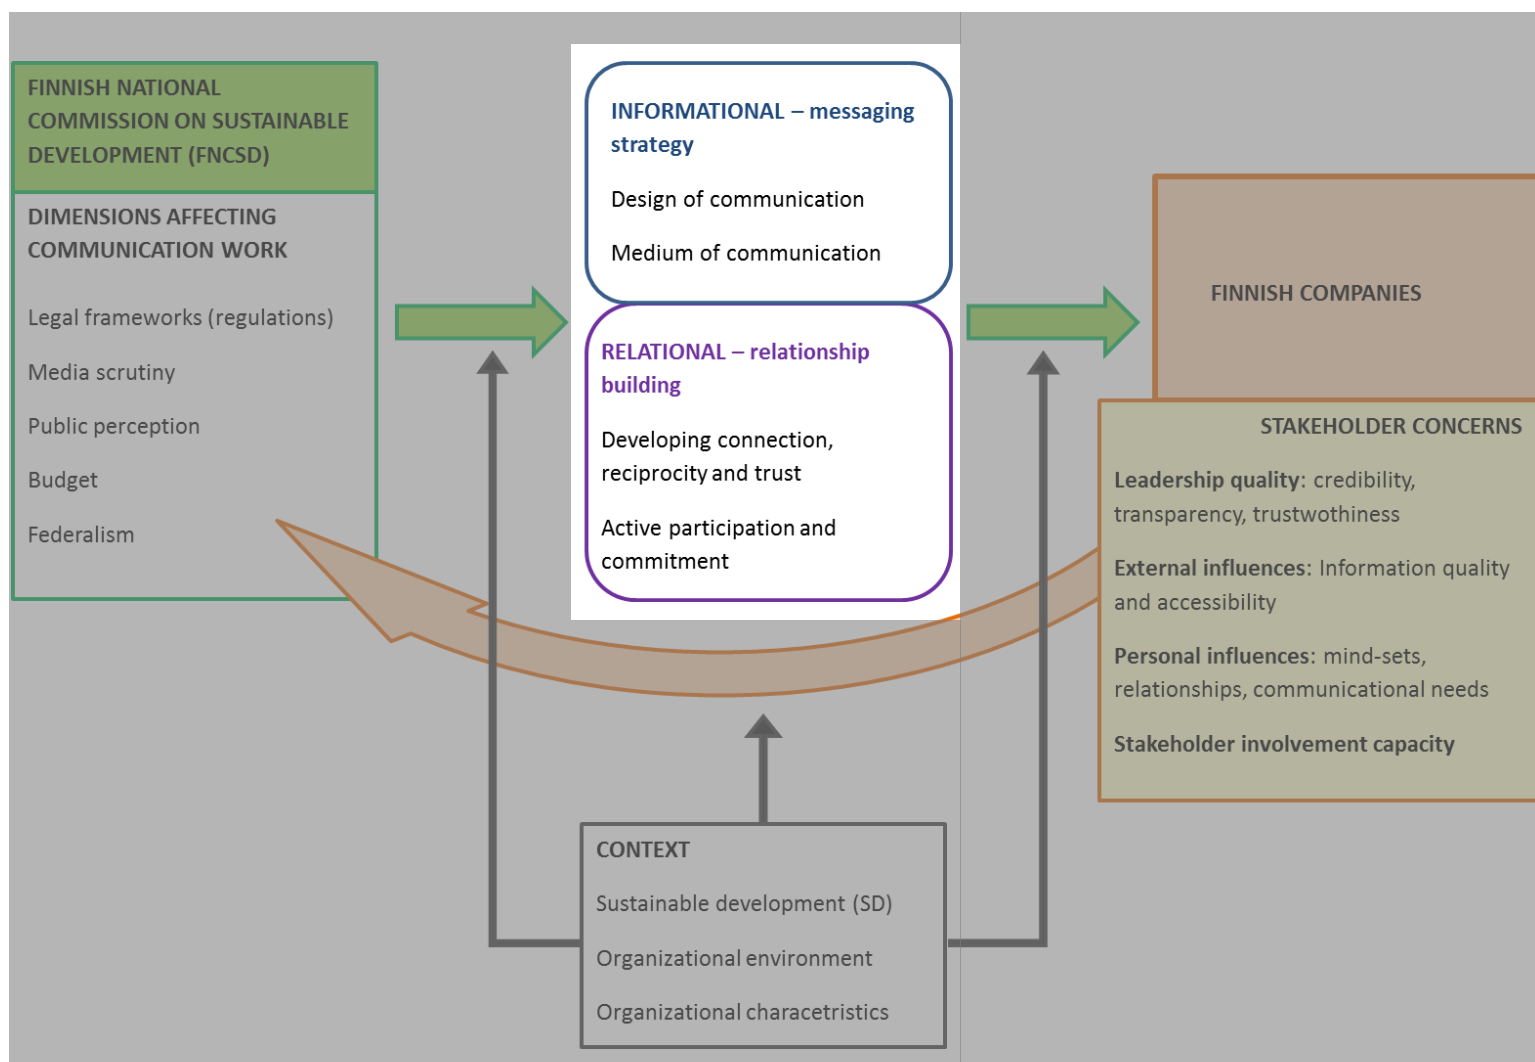 FINNISH NATIONAL
COMMISSION ON SUSTAINABLE
DEVELOPMENT (FNCSD)
DIMENSIONS AFFECTING
COMMUNICATION WORK
Legal frameworks (regulations)
Media scrutiny
Public perception
Budget
Federalism
INFORMATIONAL – messaging
strategy
Design of communication
Medium of communication
RELATIONAL – relationship
building
Developing connection,
reciprocity and trust
Active participation and
commitment
FINNISH COMPANIES
STAKEHOLDER CONCERNS
Leadership quality: credibility,
transparency, trustwothiness
External influences: Information quality
and accessibility
Personal influences: mind-sets,
relationships, communicational needs
Stakeholder involvement capacity
CONTEXT
Sustainable development (SD)
Organizational environment
Organizational characetristics